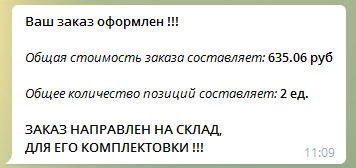 Ваш заказ оформлен !!!
Общая стоимость заказа составляет: 635.06 руб
Общее количество позиций составляет: 2 ед.
ЗАКАЗ НАПРАВЛЕН НА СКЛАД,
ДЛЯ ЕГО КОМПЛЕКТОВКИ !!!
11:09